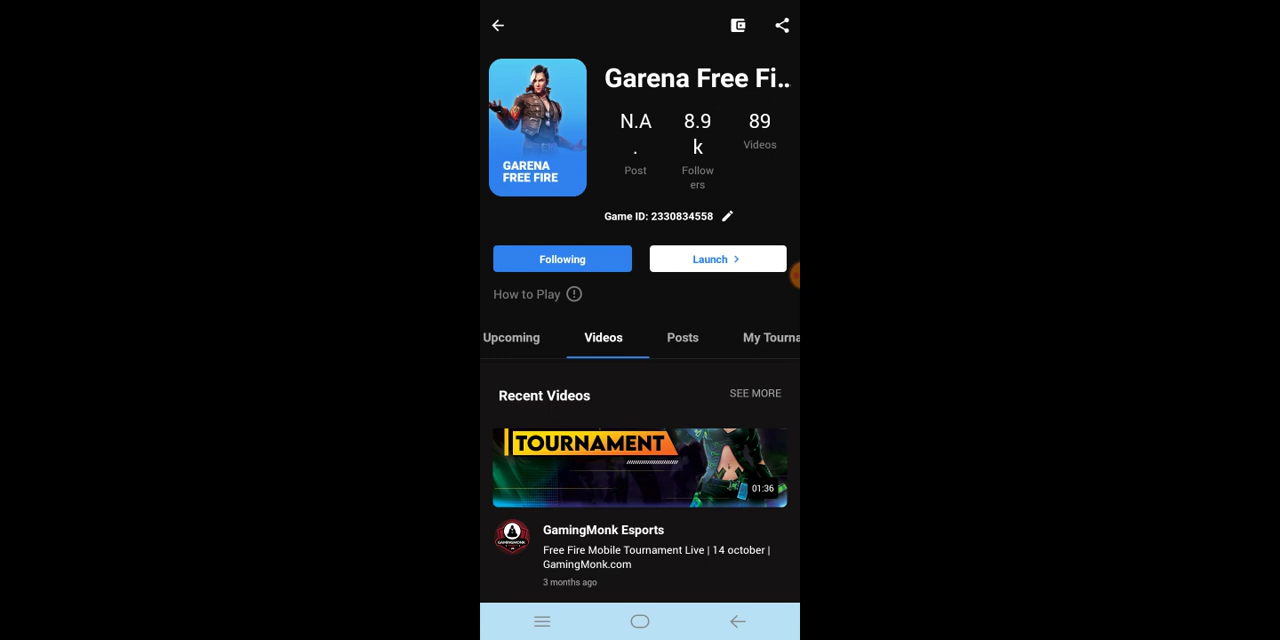 Garena Free Fi..
N.A
.
Post
8.9
k
Follow
ers
89
Videos
GARENA
FREE FIRE
Game ID: 2330834558
Following
Launch
How to Play
Upcoming
Videos
Posts
My Tourna
Recent Videos
SEE MORE
TOURNAMENT
01:36
GamingMonk Esports
Free Fire Mobile Tournament Live | 14 october |
GamingMonk.com
3 months ago